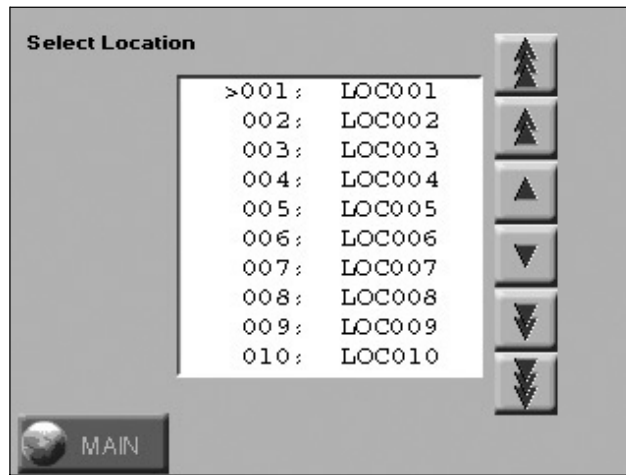 Select Location
>001: LOC001
002: LOC002
003: LOC003
004: LOC004
005: LOC005
006: LOC006
007: LOC007
008: LOC008
009: LOC009
010: LOC010
MAIN